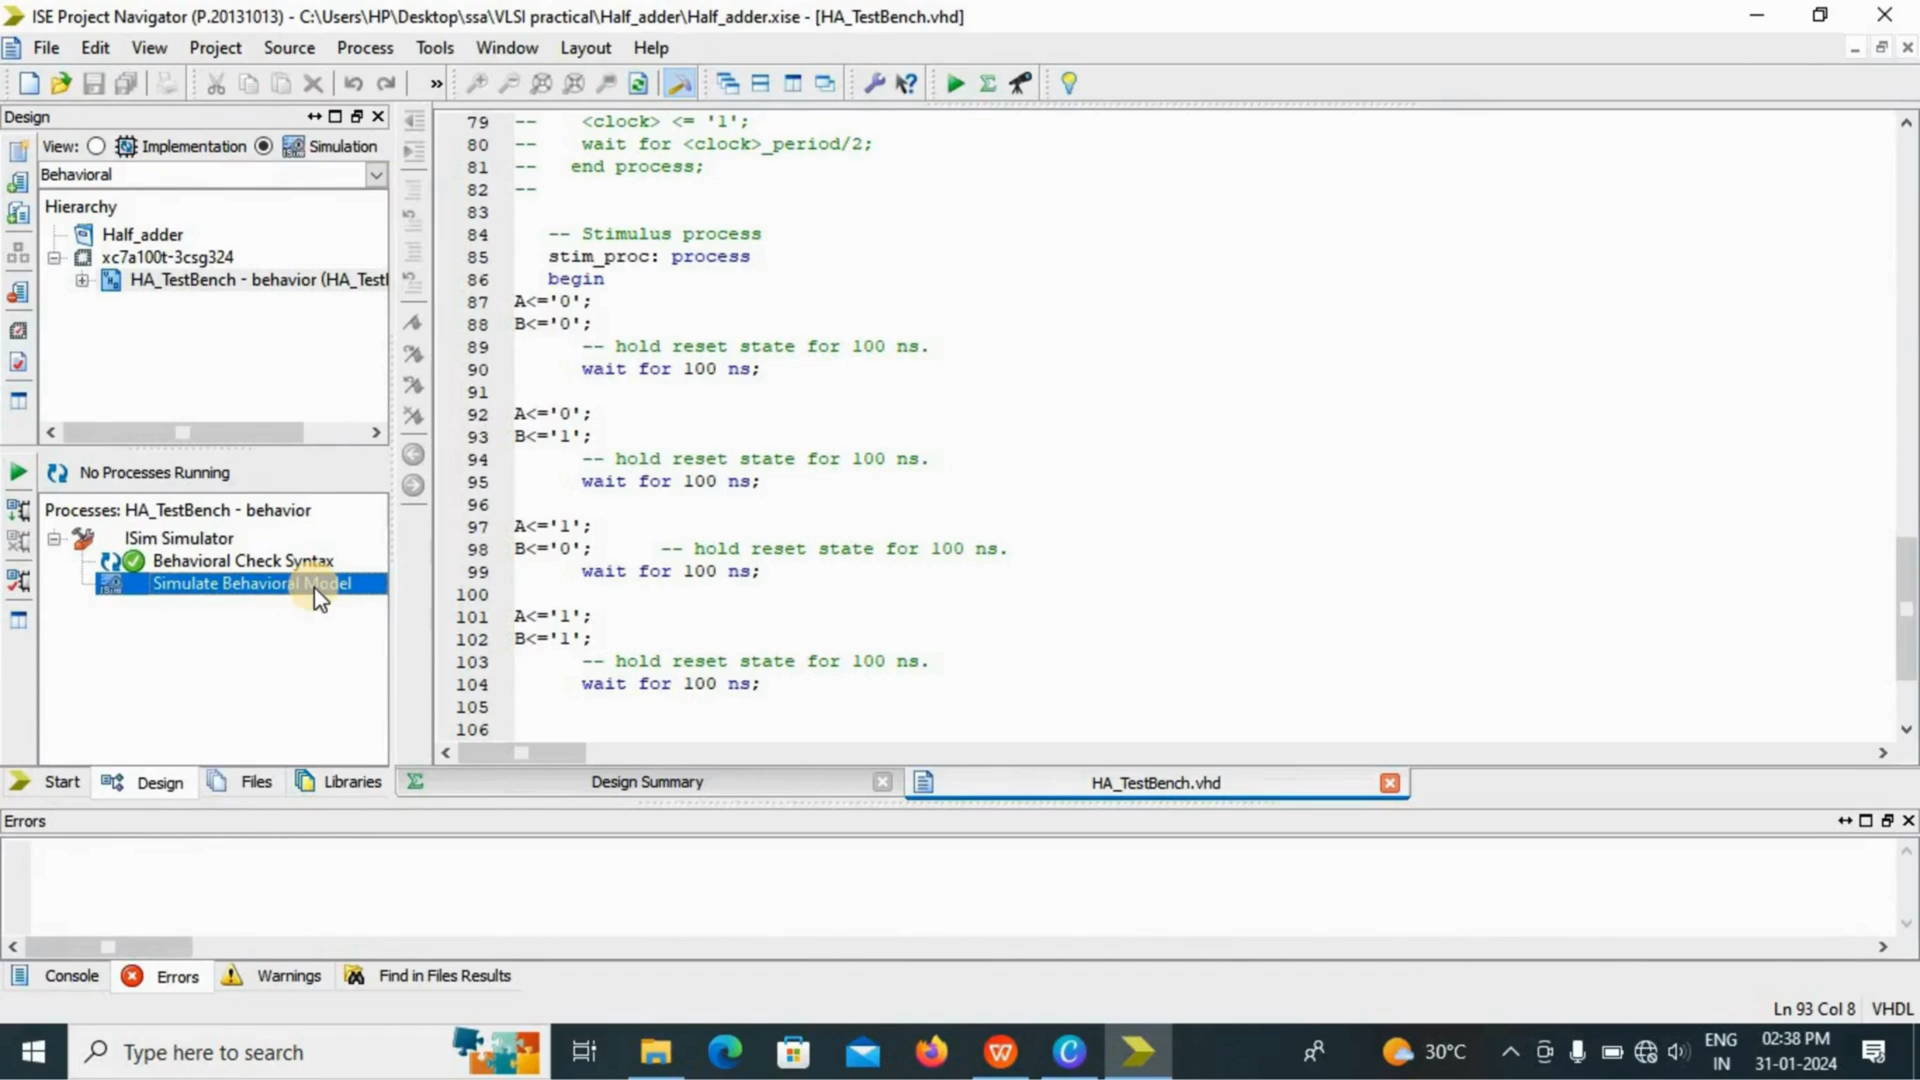 ISE Project Navigator (P.20131013) - C:\Users\HP\Desktop\ssa\VLSI practical\Half_adder\Half_adder.xise - [HA_TestBench.vhd]
File Edit View Project Source Process Tools Window Layout Help
»
Design
View: Implementation Simulation
Behavioral
Hierarchy
Half_adder
xc7a100t-3csg324
HA_TestBench - behavior (HA_Test
No Processes Running
Processes: HA_TestBench - behavior
ISim Simulator
Behavioral Check Syntax
Simulate Behavioral Model
79 -- <clock> <= '1';
80 -- wait for <clock>_period/2;
81 -- end process;
82 --
83
84 -- Stimulus process
85 stim_proc: process
86 begin
87 A<='0';
88 B<='0';
89 -- hold reset state for 100 ns.
90 wait for 100 ns;
91
92 A<='0';
93 B<='1';
94 -- hold reset state for 100 ns.
95 wait for 100 ns;
96
97 A<='1';
98 B<='0'; -- hold reset state for 100 ns.
99 wait for 100 ns;
100
101 A<='1';
102 B<='1';
103 -- hold reset state for 100 ns.
104 wait for 100 ns;
105
106
Start Design Files Libraries
Design Summary
HA_TestBench.vhd
Errors
Console Errors Warnings Find in Files Results
Ln 93 Col 8 VHDL
Type here to search
30°C
ENG
IN
02:38 PM
31-01-2024